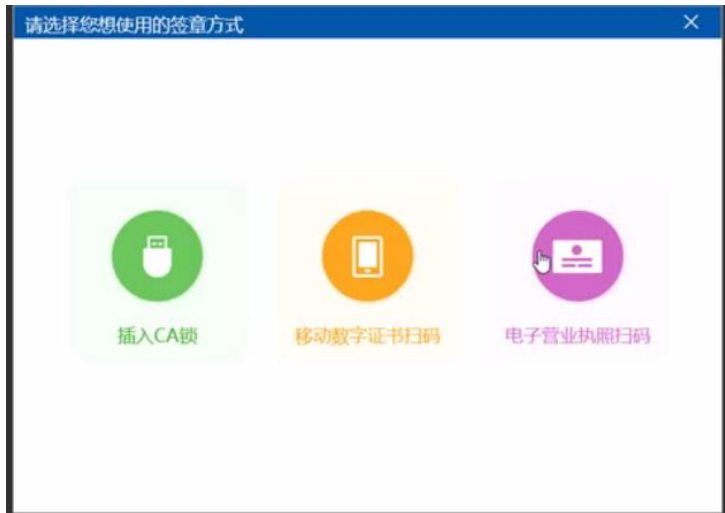 请选择您想使用的签章方式
插入CA锁
移动数字证书扫码
电子营业执照扫码